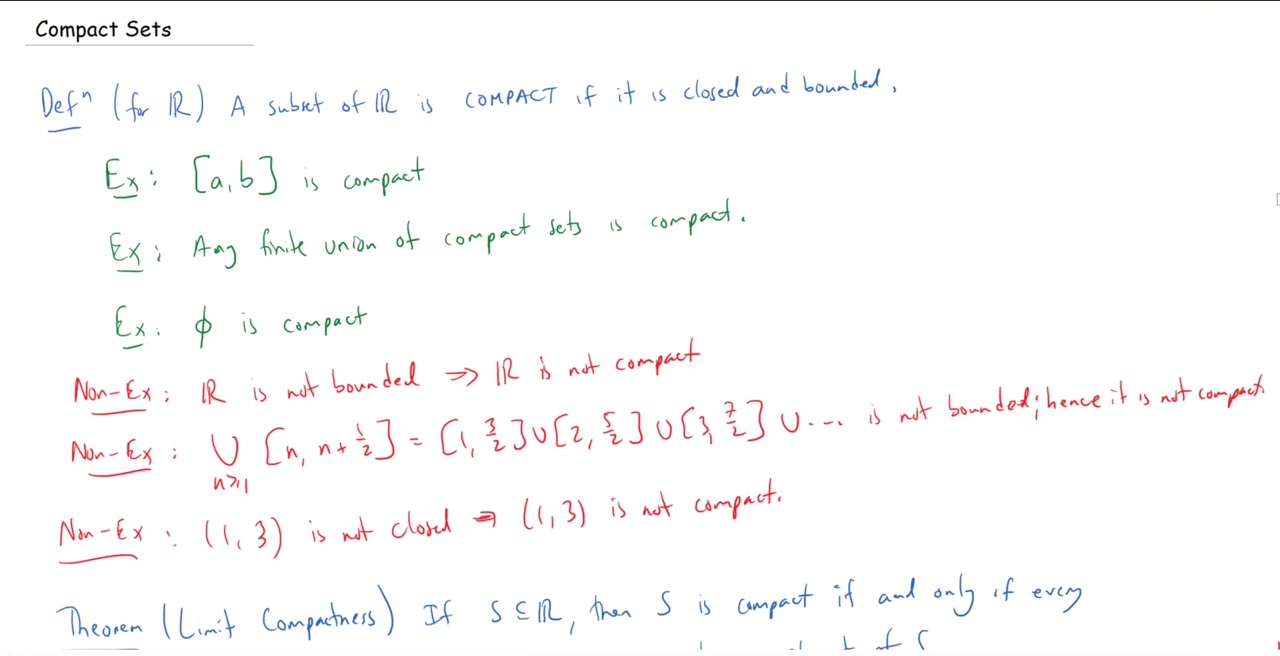 Compact Sets
Defⁿ (for ℝ) A subset of ℝ is COMPACT if it is closed and bounded.
Ex: [a,b] is compact
Ex: Any finite union of compact sets is compact.
Ex. ϕ is compact
Non-Ex: ℝ is not bounded ⇒ ℝ is not compact
Non-Ex: ⋃ₙ≥₁ [n, n+½] = [1, 3/2]∪[2, 5/2]∪[3, 7/2]∪... is not bounded; hence it is not compact.
Non-Ex: (1,3) is not closed ⇒ (1,3) is not compact.
Theorem (Limit Compactness) If S⊆ℝ, then S is compact if and only if every